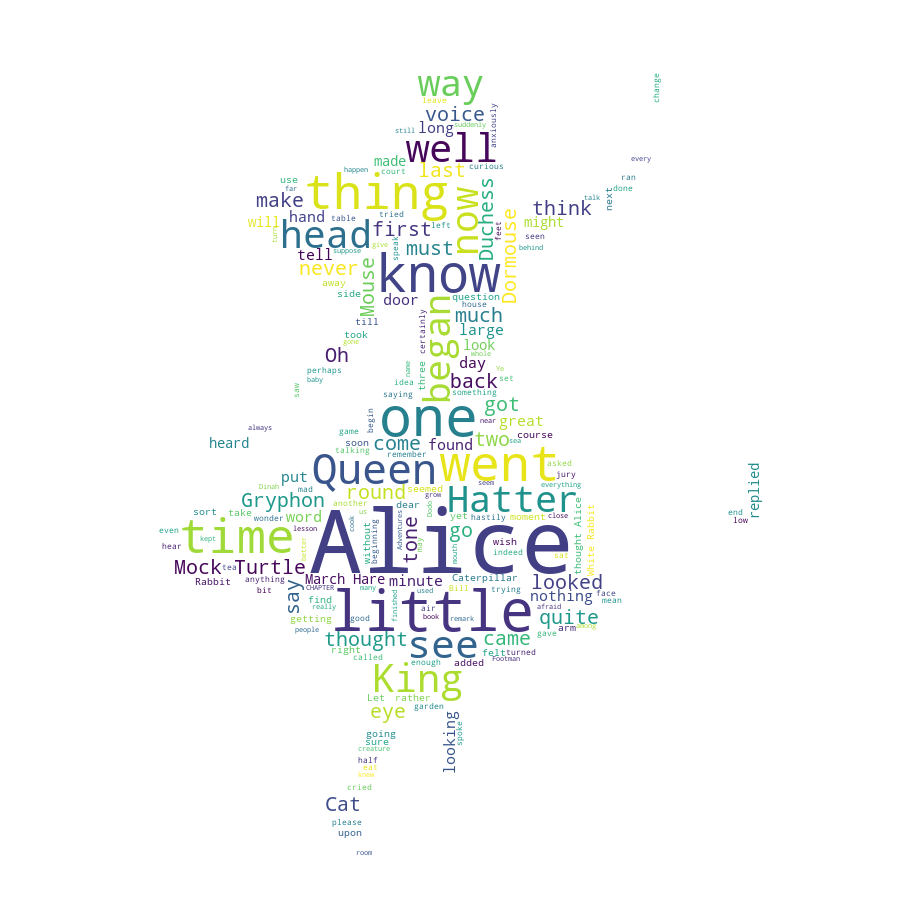 change
way
leave
voice
suddenly
anxiously
still
long
well
made
court
last
curious
every
happen
use
far
thing
now
Duchess
ran
done
next
talk
make
hand
table
tried
left
first
feet
Dormouse
think
might
will
turn
head
give
speak
must
seen
behind
tell
suppose
never
away
Mouse
know
side
door
question
house
till
took
gone
certainly
began
much
large
look
whole
Oh
perhaps
baby
name
three
idea
day
back
Yo
set
something
saw
saying
one
got
near
great
always
heard
game
begin
soon
talking
come
remember
found
two
sea
course
jury
Queen
went
asked
seem
everything
put
Dinah
mad
round
seemed
grow
Gryphon
another
dear
Hatter
replied
sort
take
word
wonder
even
time
lesson
kept
hear
better
cook
without
beginning
Adventures
tone
may
Dodo
yet
go
hastily
moment
close
mouth
wish
indeed
sat
thought Alice
White Rabbit
end
low
Alice
Mock Turtle
tea
Rabbit
anything
bit
March Hare
CHAPTER
minute
many
used
Caterpillar
Bill
trying
looked
nothing
face
mean
say
find
really
getting
people
finished
good
little
air
book
remark
afraid
quite
arm
among
thought
right
called
see
came
gave
felt
turned
enough
added
Footman
King
Let
rather
garden
eye
looking
spoke
going
sure
creature
half
eat
cried
Cat
please
upon
room